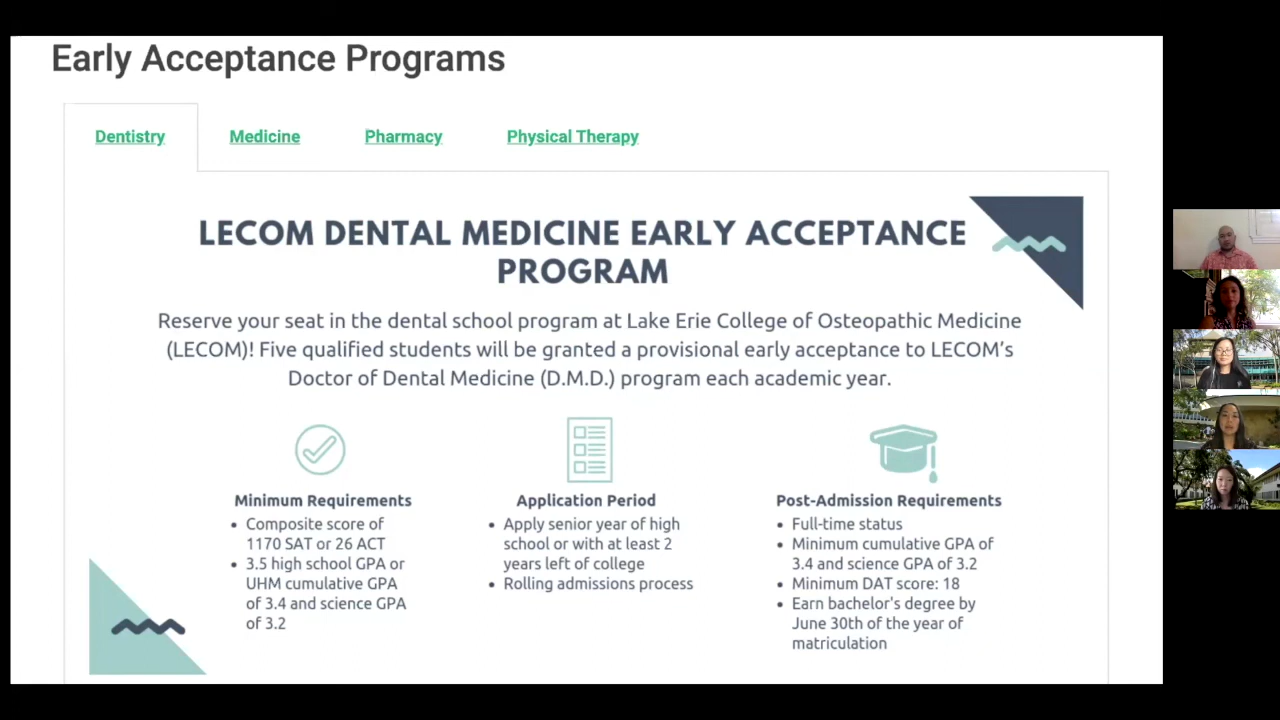 Early Acceptance Programs
Dentistry
Medicine
Pharmacy
Physical Therapy
LECOM DENTAL MEDICINE EARLY ACCEPTANCE
PROGRAM
Reserve your seat in the dental school program at Lake Erie College of Osteopathic Medicine
(LECOM)! Five qualified students will be granted a provisional early acceptance to LECOM's
Doctor of Dental Medicine (D.M.D.) program each academic year.
Minimum Requirements
• Composite score of
1170 SAT or 26 ACT
• 3.5 high school GPA or
UHM cumulative GPA
of 3.4 and science GPA
of 3.2
Application Period
• Apply senior year of high
school or with at least 2
years left of college
• Rolling admissions process
Post-Admission Requirements
• Full-time status
• Minimum cumulative GPA of
3.4 and science GPA of 3.2
• Minimum DAT score: 18
• Earn bachelor's degree by
June 30th of the year of
matriculation